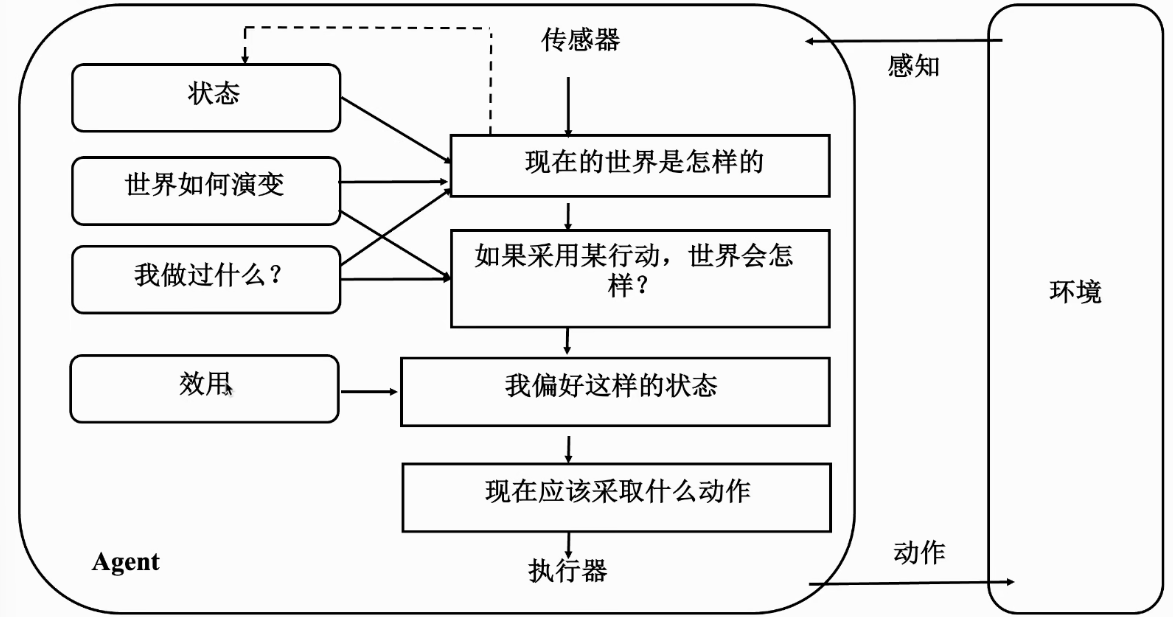 传感器
感知
状态
现在的世界是怎样的
世界如何演变
如果采用某行动，世界会怎
样？
我做过什么？
环境
效用
我偏好这样的状态
现在应该采取什么动作
Agent
执行器
动作